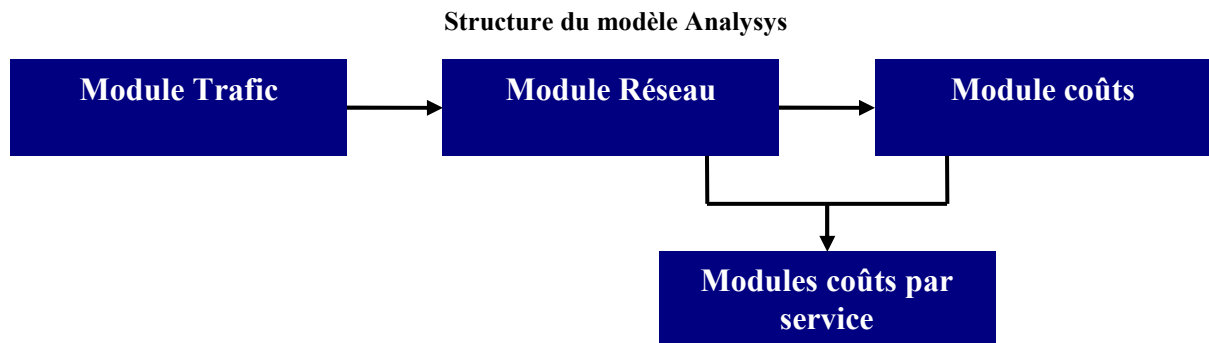 Structure du modèle Analysys
Module Trafic
Module Réseau
Module coûts
Modules coûts par
service